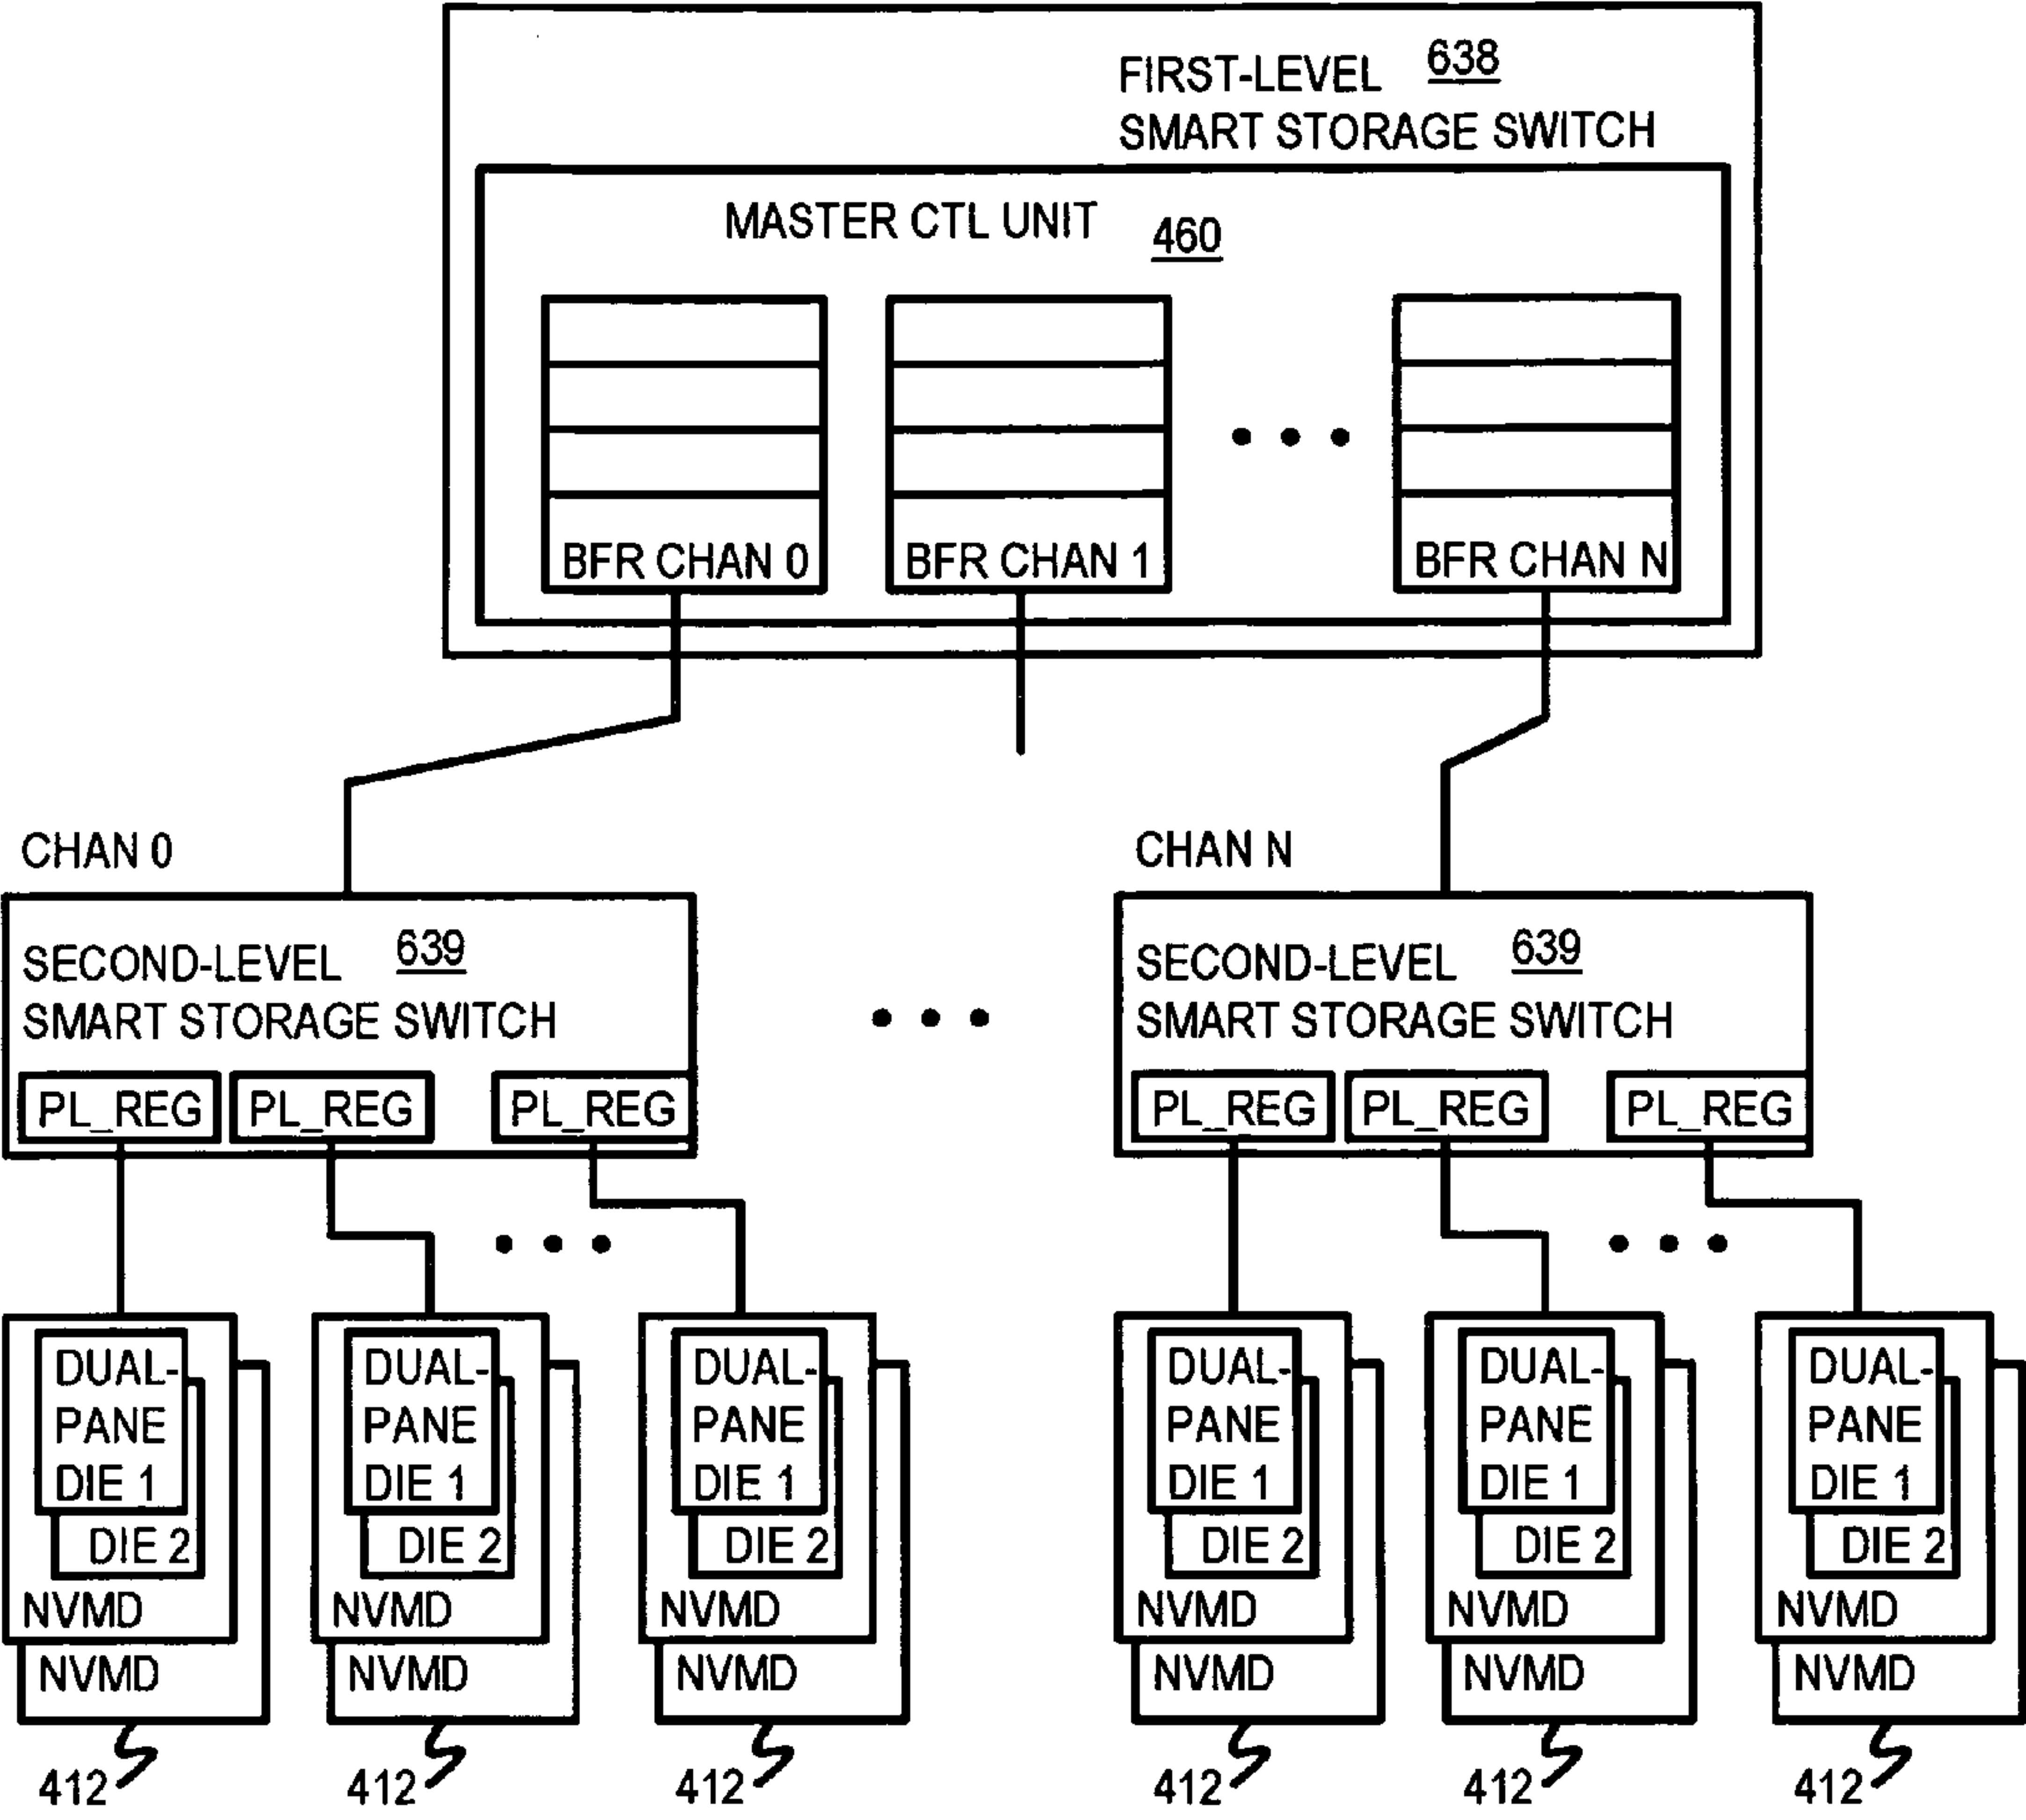 FIRST-LEVEL 638
SMART STORAGE SWITCH
MASTER CTL UNIT 460
BFR CHAN 0 BFR CHAN 1 BFR CHAN N
CHAN 0 CHAN N
SECOND-LEVEL 639 SECOND-LEVEL 639
SMART STORAGE SWITCH SMART STORAGE SWITCH
PL_REG PL_REG PL_REG PL_REG PL_REG PL_REG
DUAL- DUAL- DUAL- DUAL- DUAL- DUAL-
PANE PANE PANE PANE PANE PANE
DIE 1 DIE 1 DIE 1 DIE 1 DIE 1 DIE 1
DIE 2 DIE 2 DIE 2 DIE 2 DIE 2 DIE 2
NVMD NVMD NVMD NVMD NVMD NVMD
NVMD NVMD NVMD NVMD NVMD NVMD
412 412 412 412 412 412